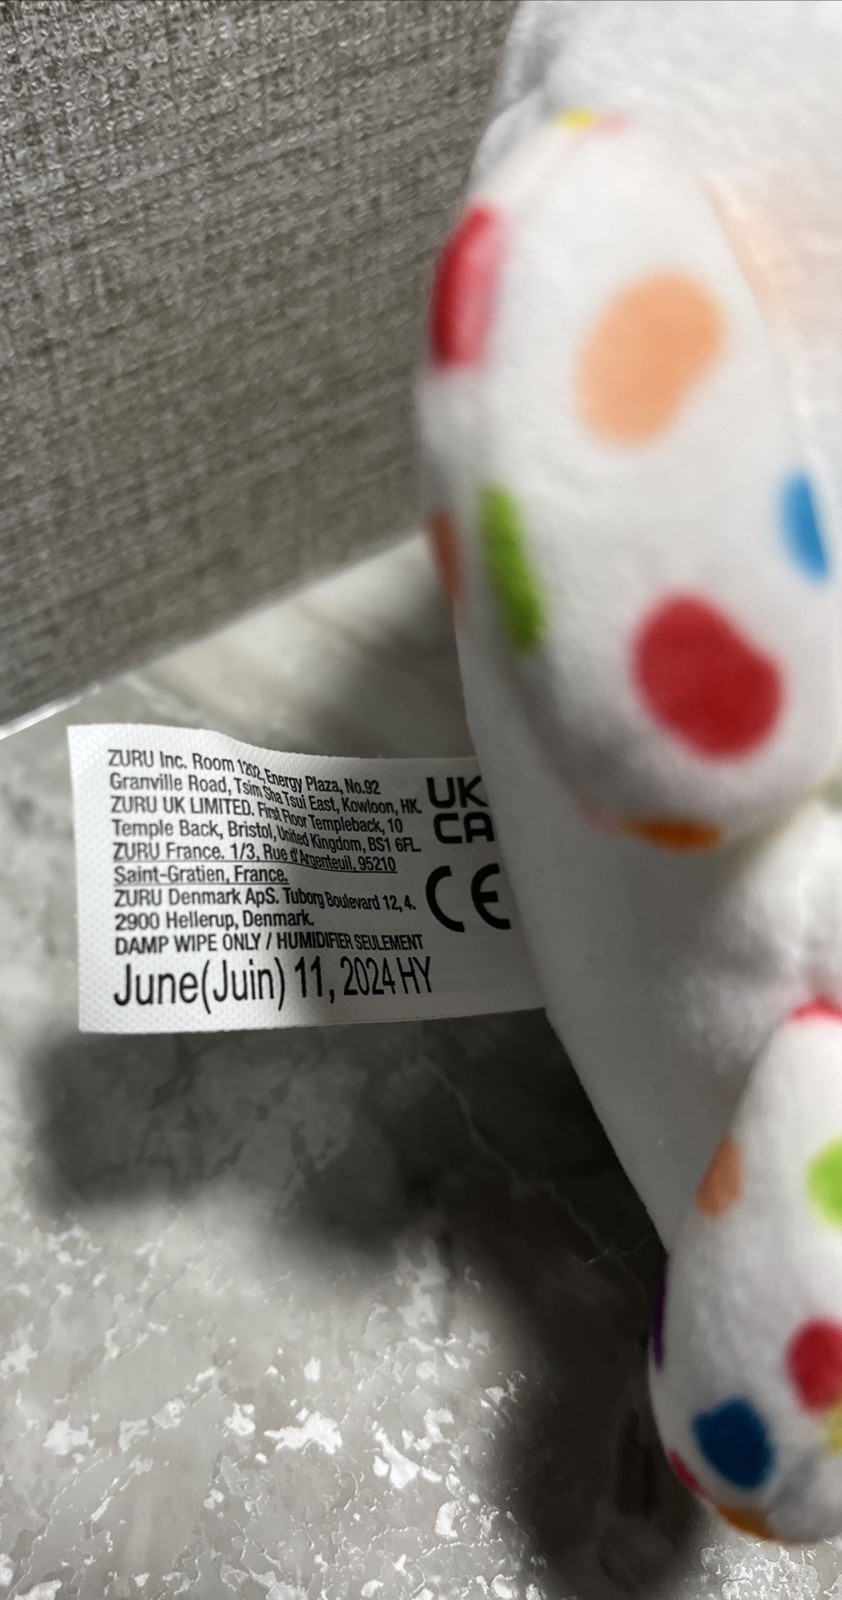 ZURU Inc. Room 1202, Energy Plaza, No.92
Granville Road, Tsim Sha Tsui East, Kowloon, HK.
ZURU UK LIMITED. First Floor Templeback, 10
Temple Back, Bristol, United Kingdom, BS1 6FL.
ZURU France. 1/3, Rue d'Argenteuil, 95210
Saint-Gratien, France.
ZURU Denmark ApS. Tuborg Boulevard 12, 4.
2900 Hellerup, Denmark.
DAMP WIPE ONLY / HUMIDIFIER SEULEMENT
June(Juin) 11, 2024 HY
UK
CA
CE